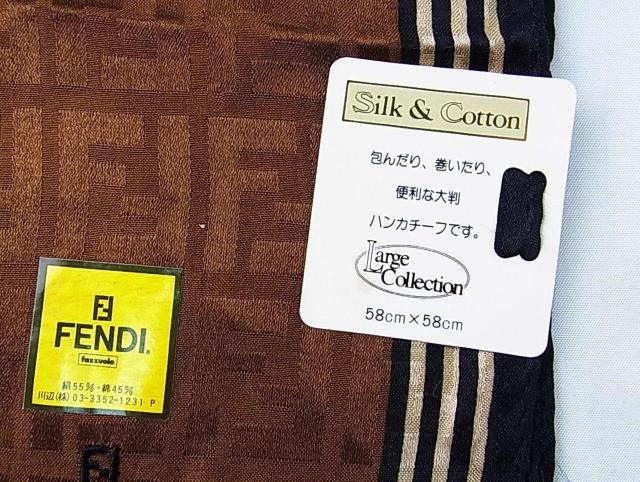 Silk & Cotton
包んだり、巻いたり、
便利な大判
ハンカチーフです。
Large
Collection
58cm×58cm
FENDI.
fazzuolo
絹55%・綿45%
川辺(株) 03-3352-1231 P